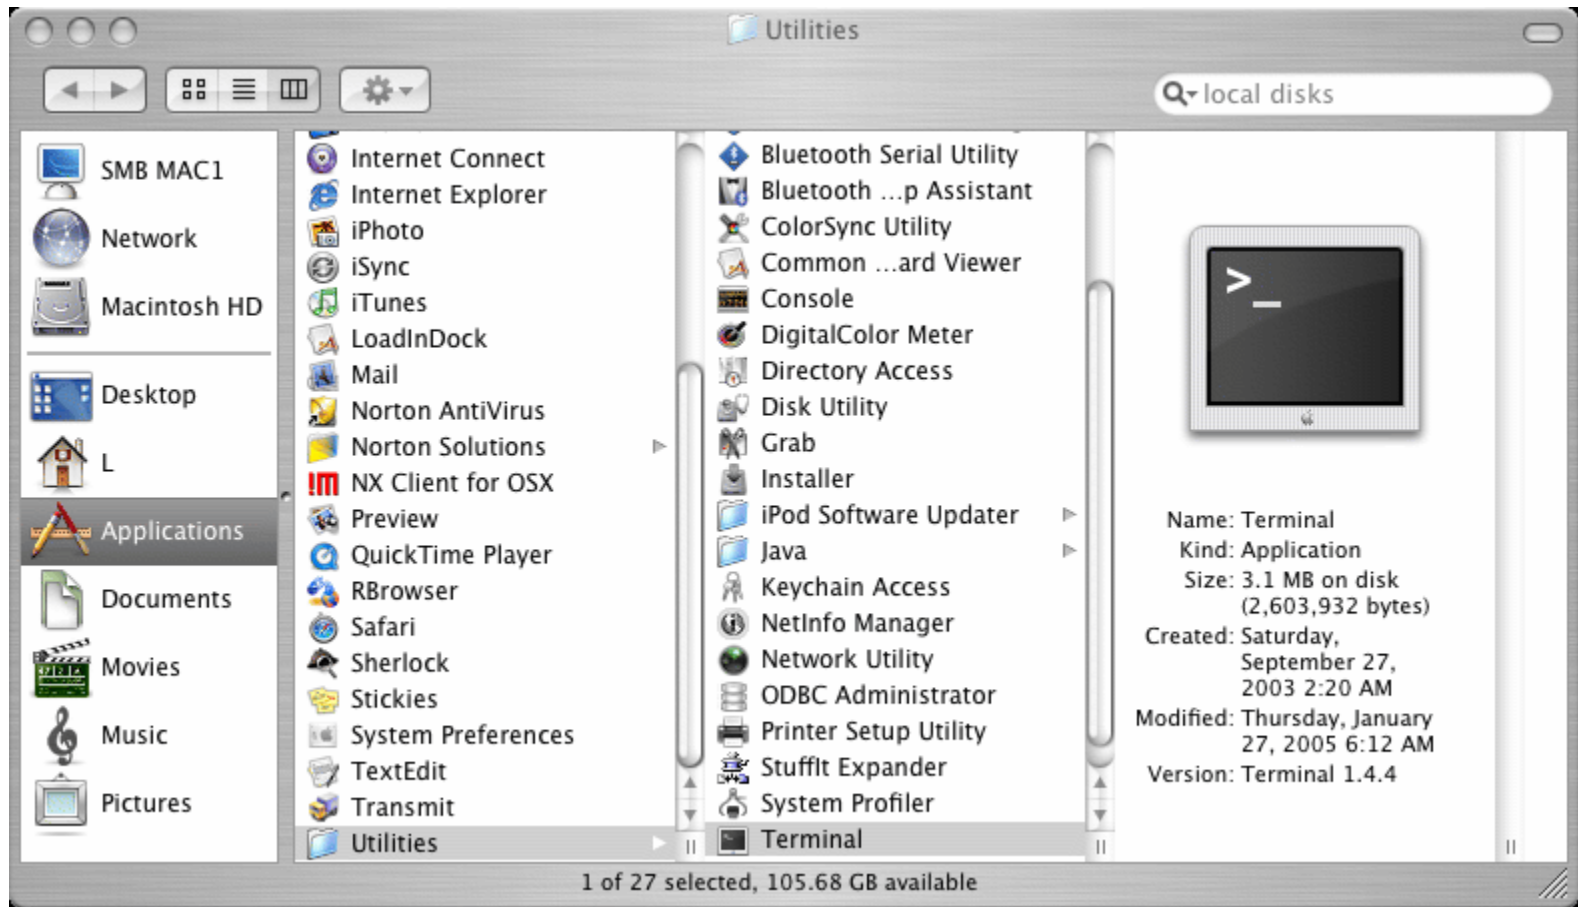 Utilities
local disks
SMB MAC1
Network
Macintosh HD
Desktop
L
Applications
Documents
Movies
Music
Pictures
Internet Connect
Internet Explorer
iPhoto
iSync
iTunes
LoadInDock
Mail
Norton AntiVirus
Norton Solutions
!m NX Client for OSX
Preview
QuickTime Player
RBrowser
Safari
Sherlock
Stickies
System Preferences
TextEdit
Transmit
Utilities
Bluetooth Serial Utility
Bluetooth ...p Assistant
ColorSync Utility
Common ...ard Viewer
Console
DigitalColor Meter
Directory Access
Disk Utility
Grab
Installer
iPod Software Updater
Java
Keychain Access
NetInfo Manager
Network Utility
ODBC Administrator
Printer Setup Utility
StuffIt Expander
System Profiler
Terminal
>_
Name: Terminal
Kind: Application
Size: 3.1 MB on disk
(2,603,932 bytes)
Created: Saturday,
September 27,
2003 2:20 AM
Modified: Thursday, January
27, 2005 6:12 AM
Version: Terminal 1.4.4
1 of 27 selected, 105.68 GB available